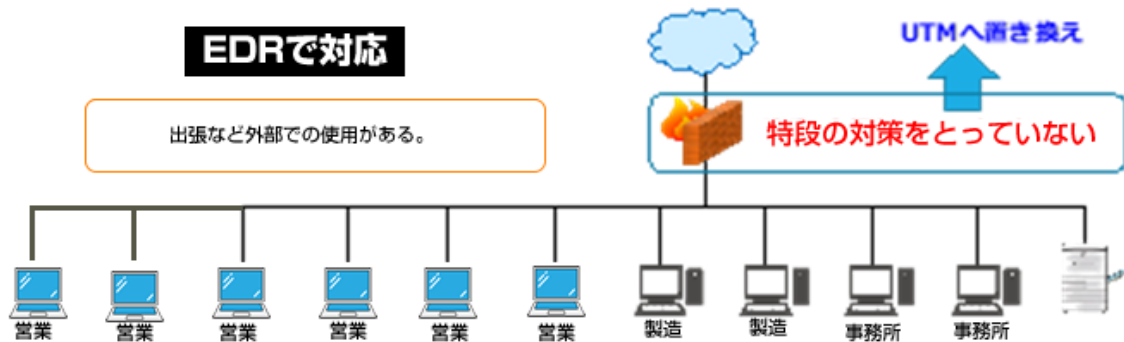 EDRで対応
UTMへ置き換え
出張など外部での使用がある。
特段の対策をとっていない
営業
営業
営業
営業
営業
営業
製造
製造
事務所
事務所